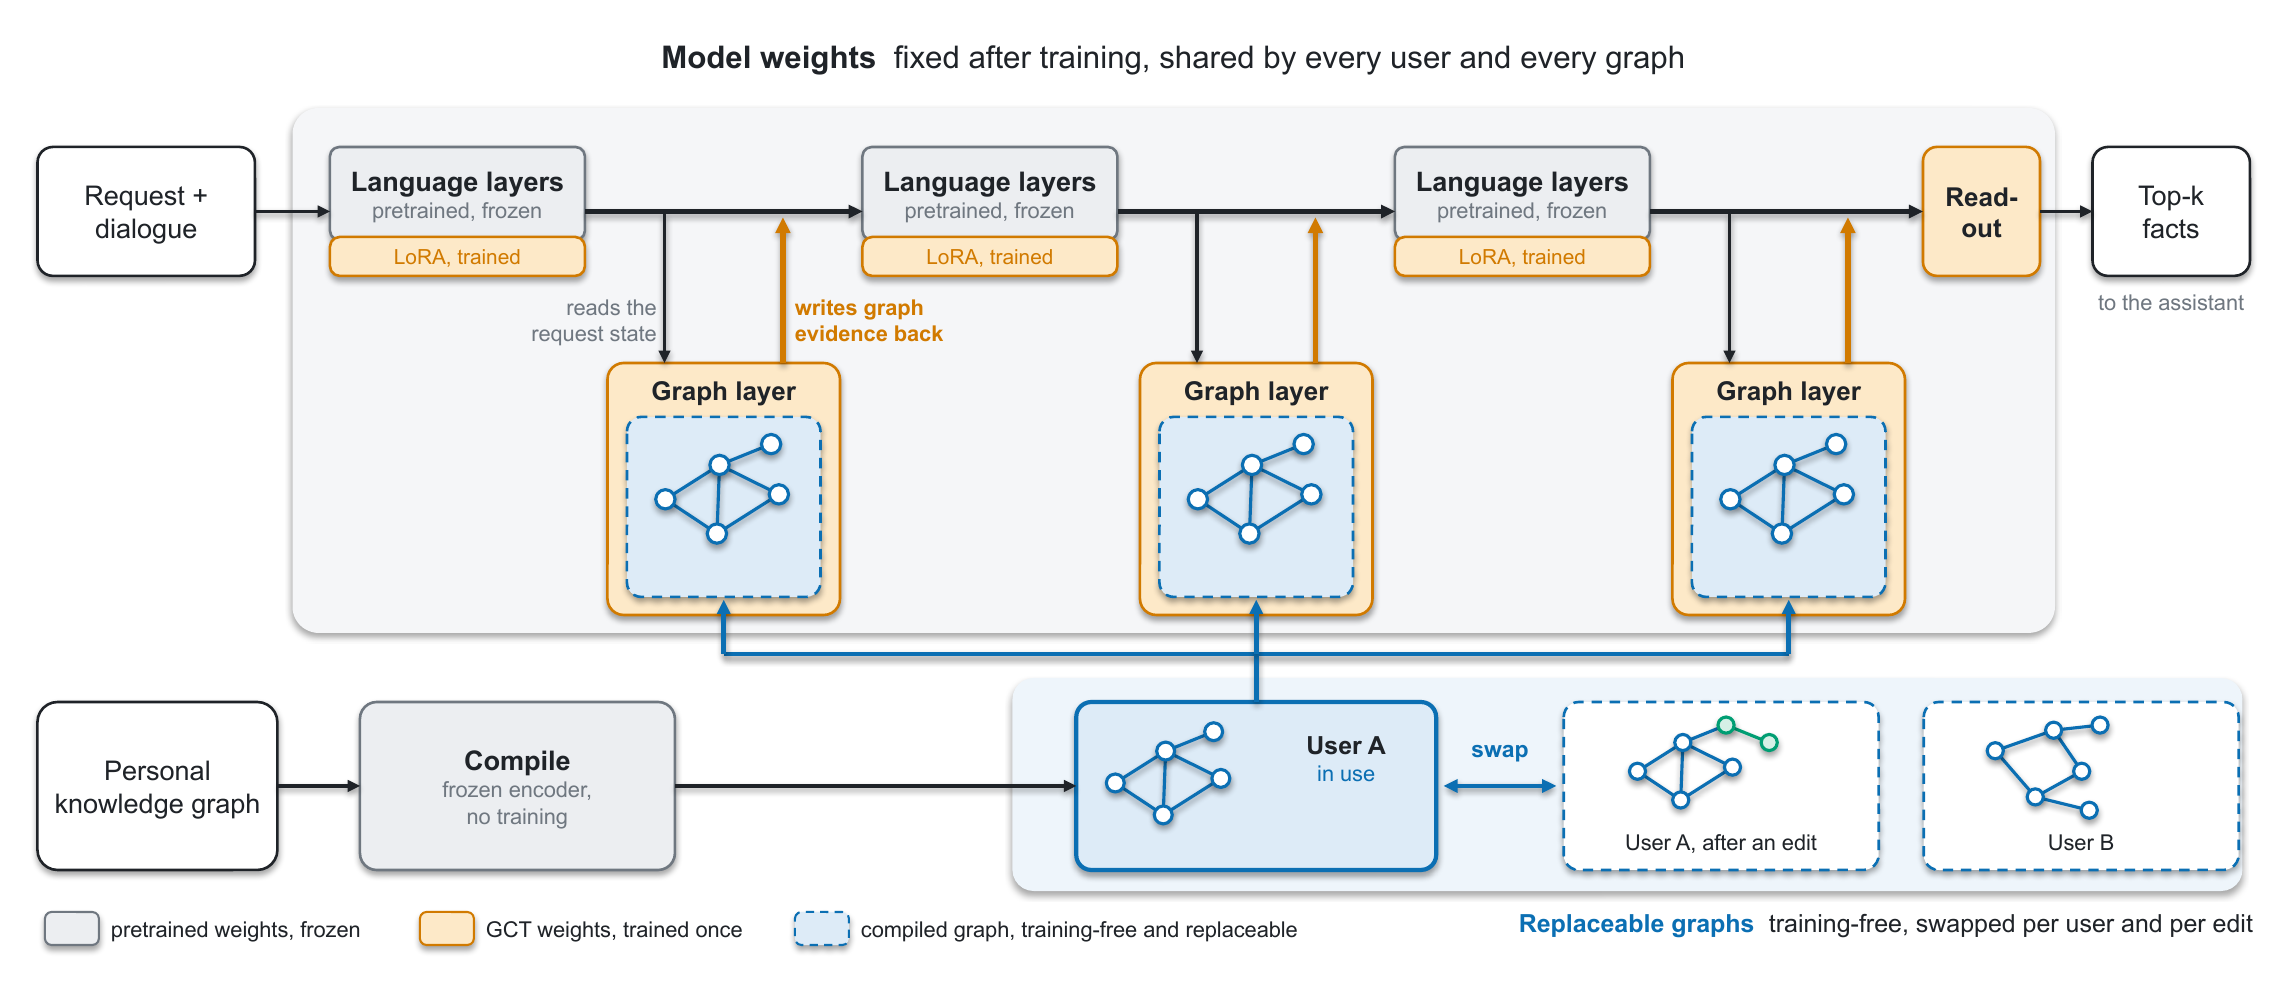 Model weights fixed after training, shared by every user and every graph
Request +
dialogue
Language layers
pretrained, frozen
LoRA, trained
Language layers
pretrained, frozen
LoRA, trained
Language layers
pretrained, frozen
LoRA, trained
Read-
out
Top-k
facts
to the assistant
reads the
request state
writes graph
evidence back
Graph layer
Graph layer
Graph layer
Personal
knowledge graph
Compile
frozen encoder,
no training
User A
in use
swap
User A, after an edit
User B
pretrained weights, frozen
GCT weights, trained once
compiled graph, training-free and replaceable
Replaceable graphs training-free, swapped per user and per edit